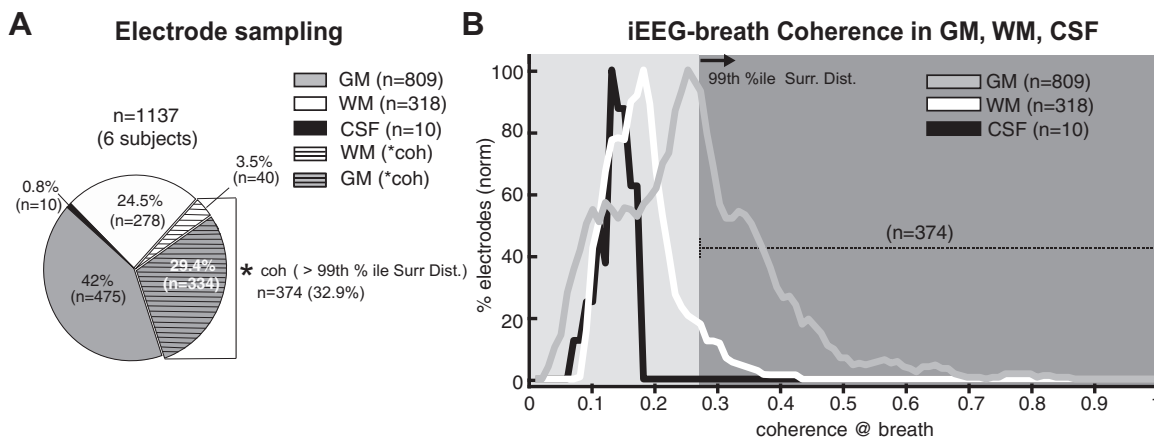 A
Electrode sampling
GM (n=809)
WM (n=318)
CSF (n=10)
WM (*coh)
GM (*coh)
n=1137
(6 subjects)
0.8%
(n=10)
24.5%
(n=278)
3.5%
(n=40)
42%
(n=475)
29.4%
(n=334)
* coh ( > 99th % ile Surr Dist.)
n=374 (32.9%)
B
iEEG-breath Coherence in GM, WM, CSF
99th %ile Surr. Dist.
GM (n=809)
WM (n=318)
CSF (n=10)
(n=374)
% electrodes (norm)
100
80
60
40
20
0
0 0.1 0.2 0.3 0.4 0.5 0.6 0.7 0.8 0.9 1
coherence @ breath